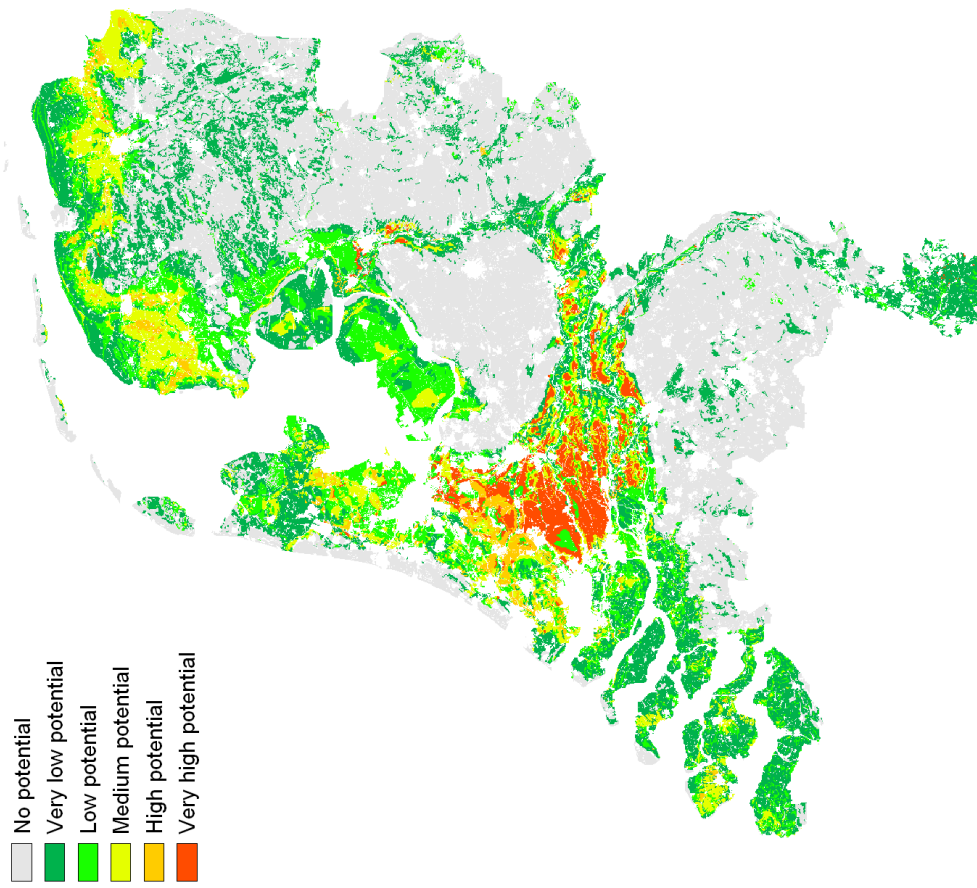 No potential
Very low potential
Low potential
Medium potential
High potential
Very high potential